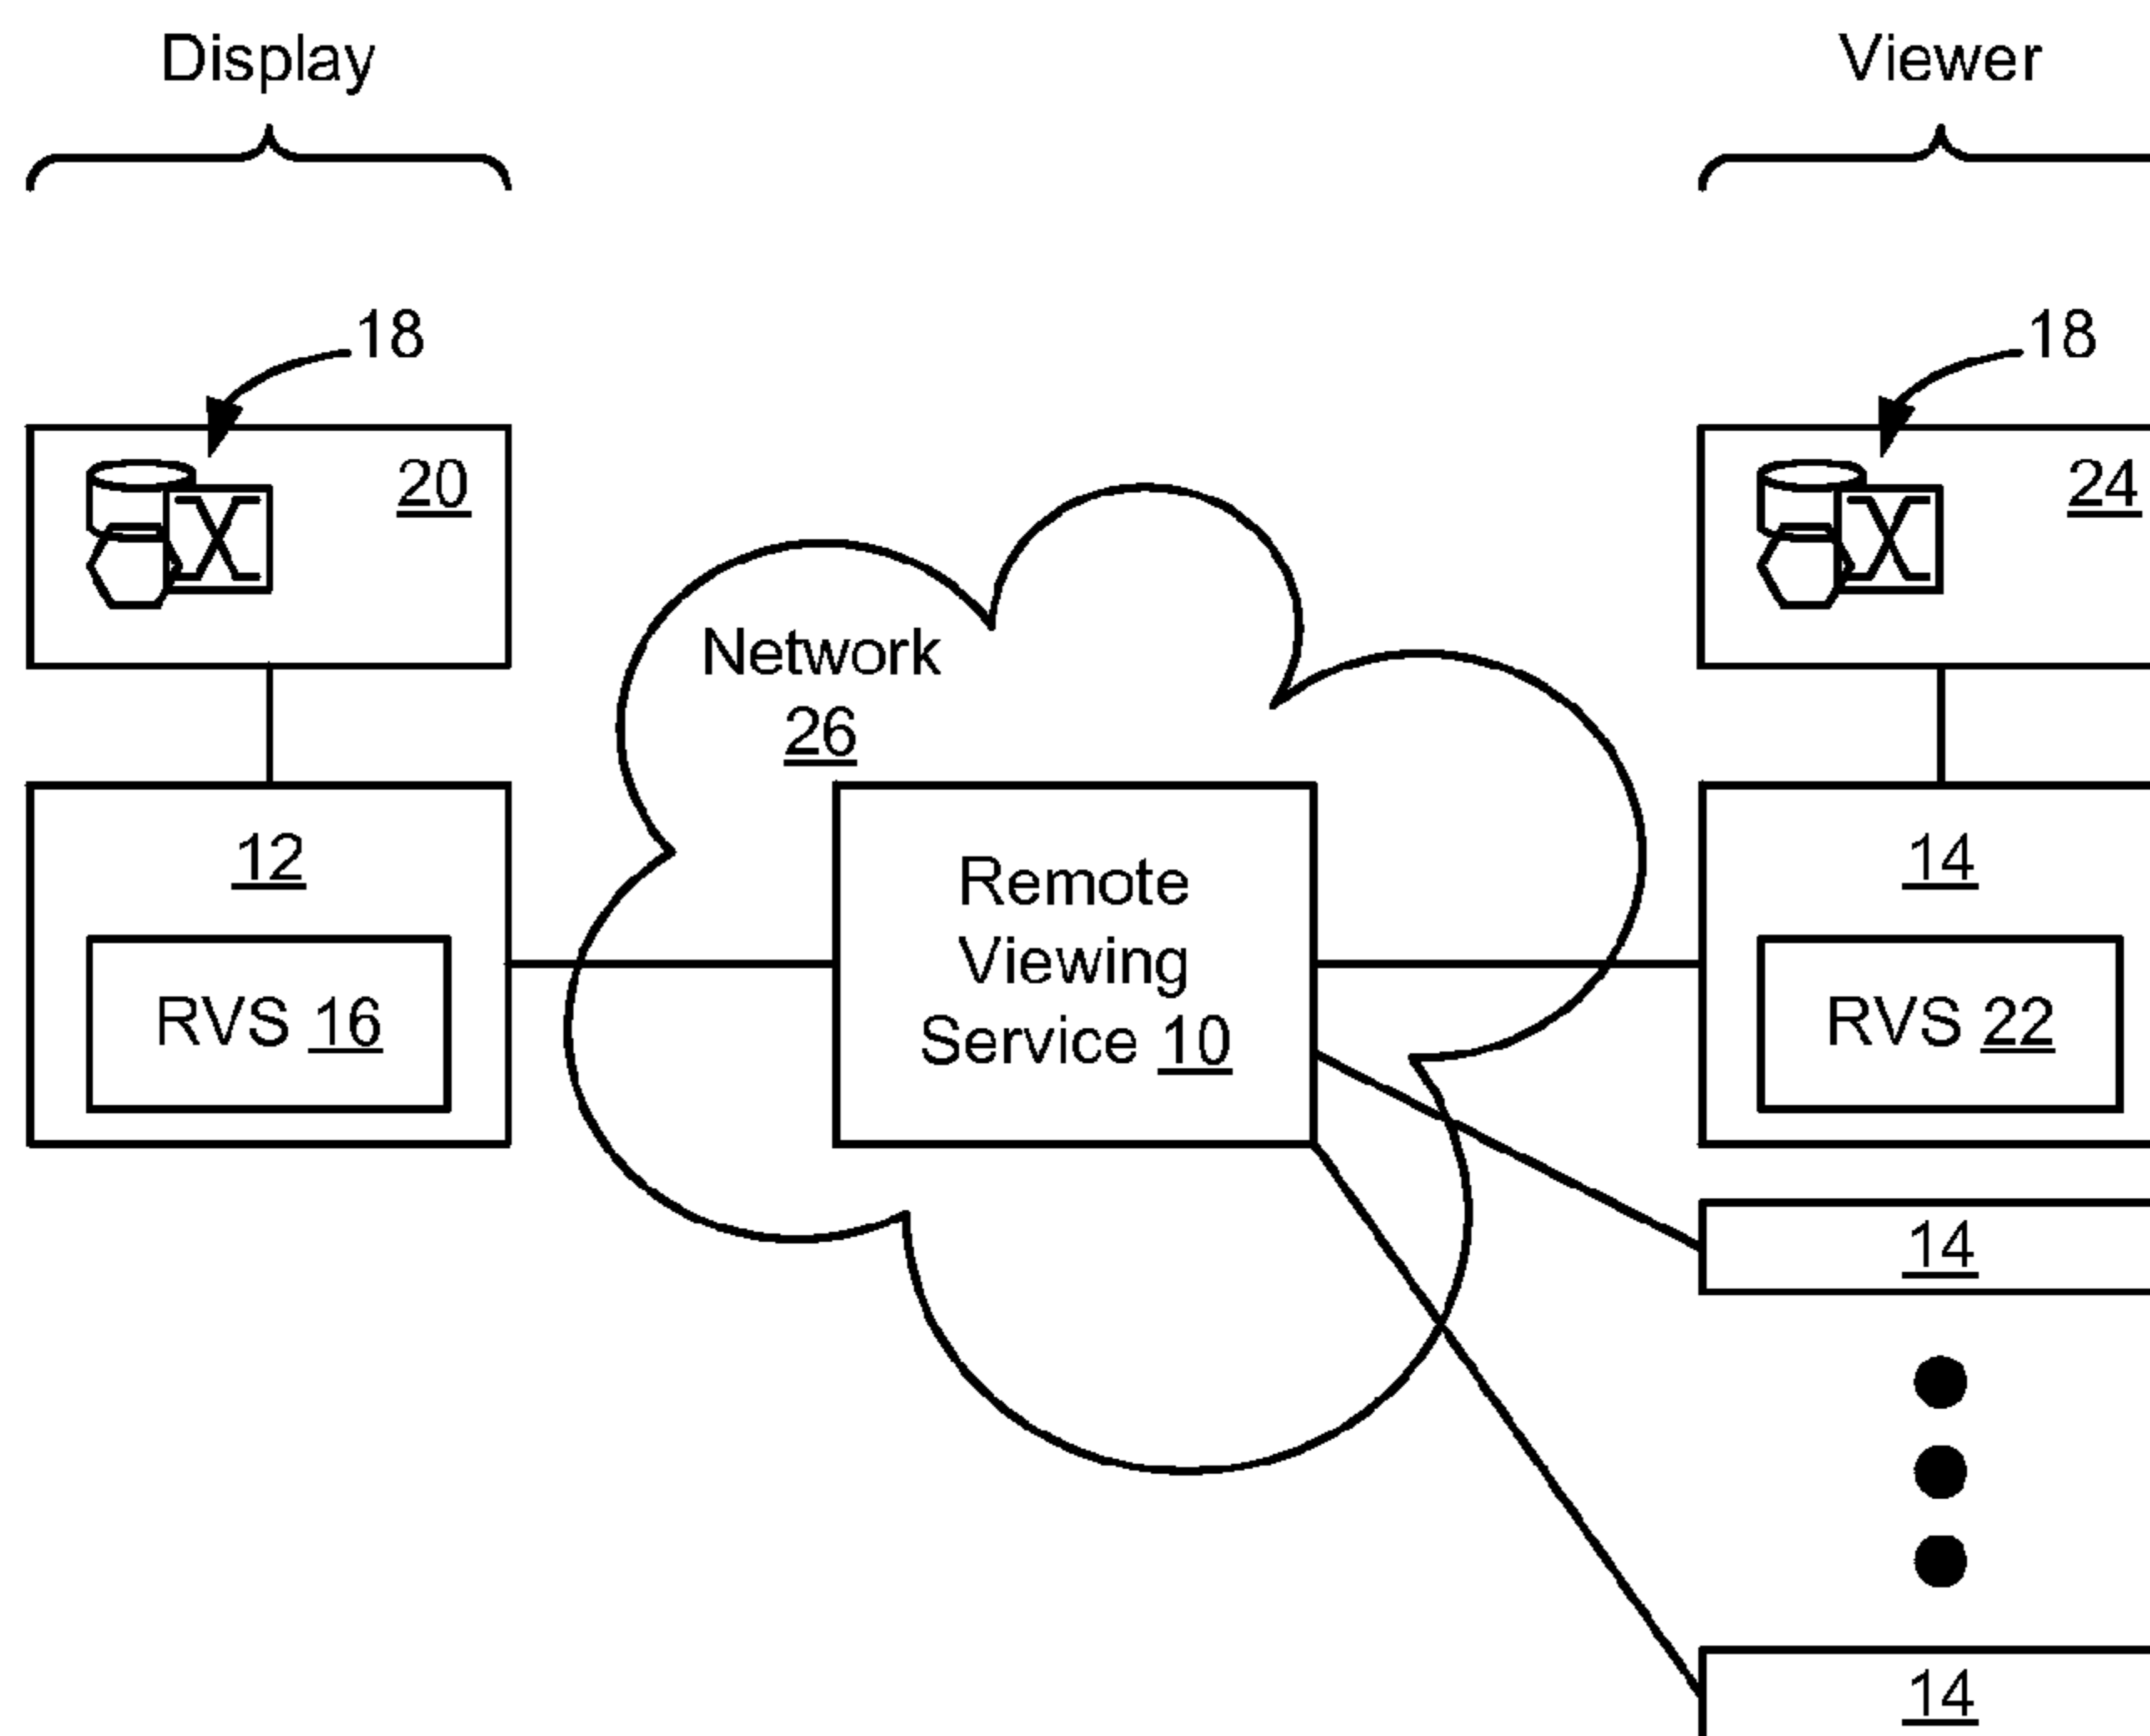 Display
Viewer
18
18
20
24
Network
26
12
Remote
Viewing
Service 10
14
RVS 16
RVS 22
14
14